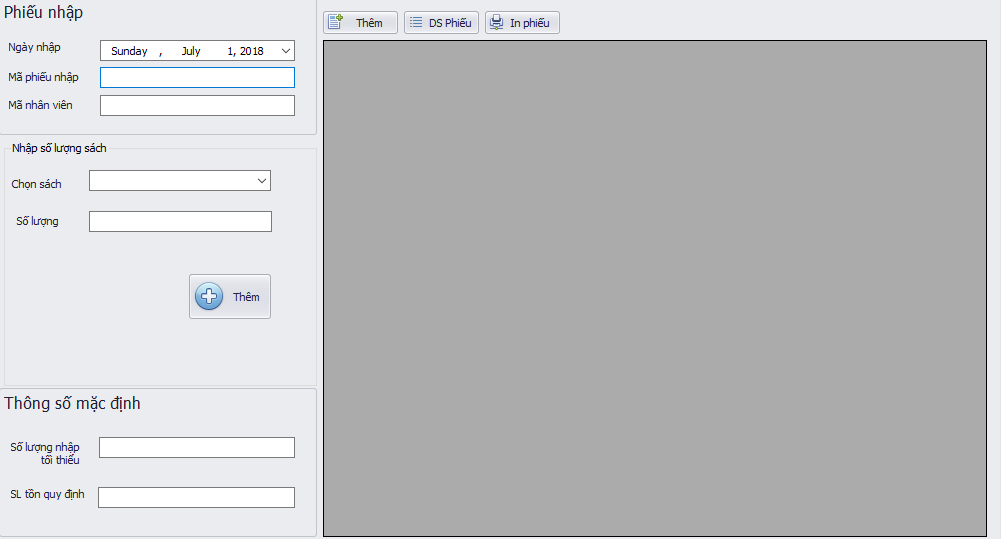 Phiếu nhập
Ngày nhập
Sunday , July 1, 2018
Mã phiếu nhập
Mã nhân viên
Nhập số lượng sách
Chọn sách
Số lượng
Thêm
Thông số mặc định
Số lượng nhập
tối thiếu
SL tồn quy định
Thêm
DS Phiếu
In phiếu